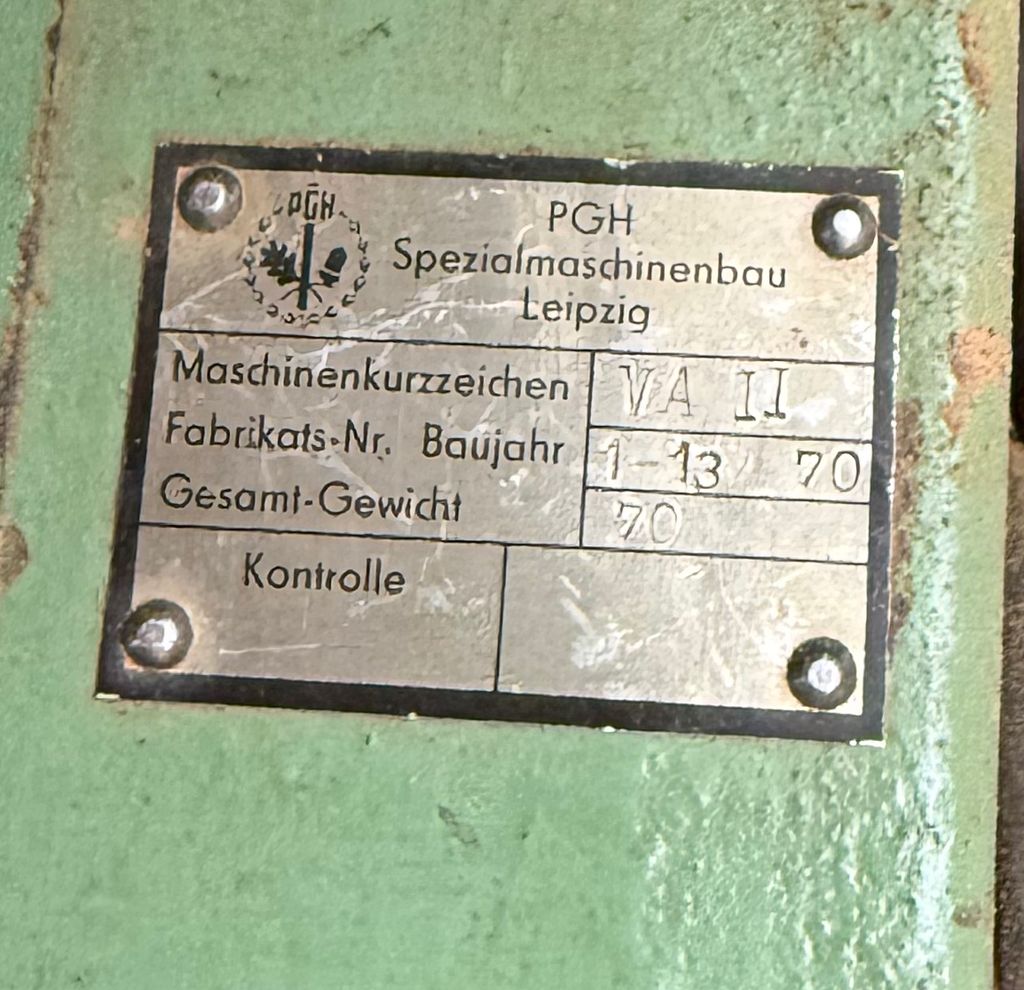 PGH
PGH
Spezialmaschinenbau
Leipzig
Maschinenkurzzeichen VA II
Fabrikats-Nr. Baujahr 1-13 70
Gesamt-Gewicht 70
Kontrolle